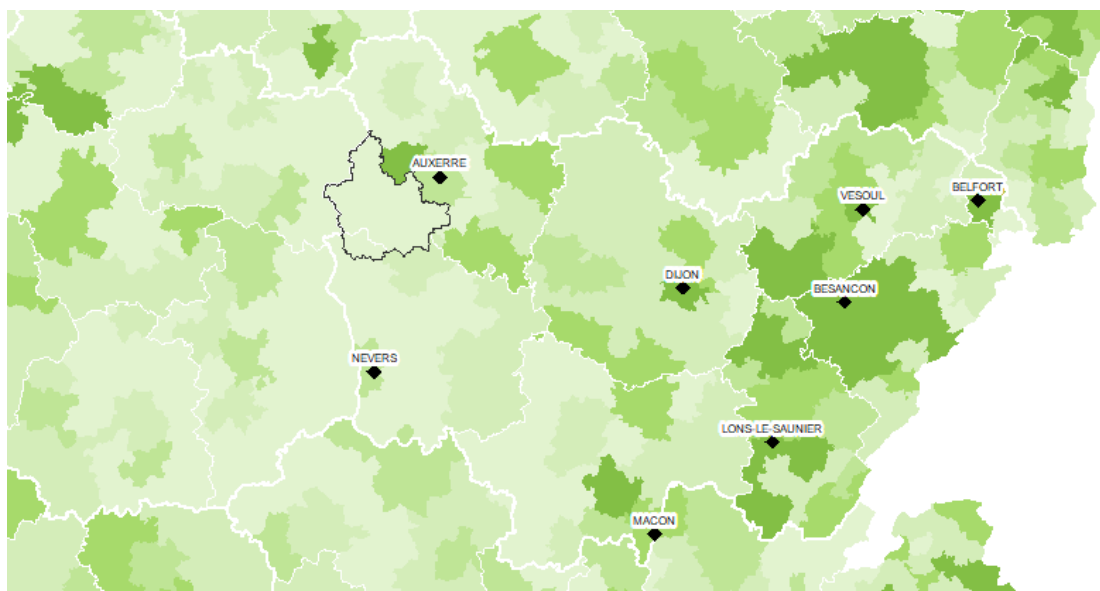 AUXERRE
BELFORT
VESOUL
DIJON
BESANCON
NEVERS
LONS-LE-SAUNIER
MACON